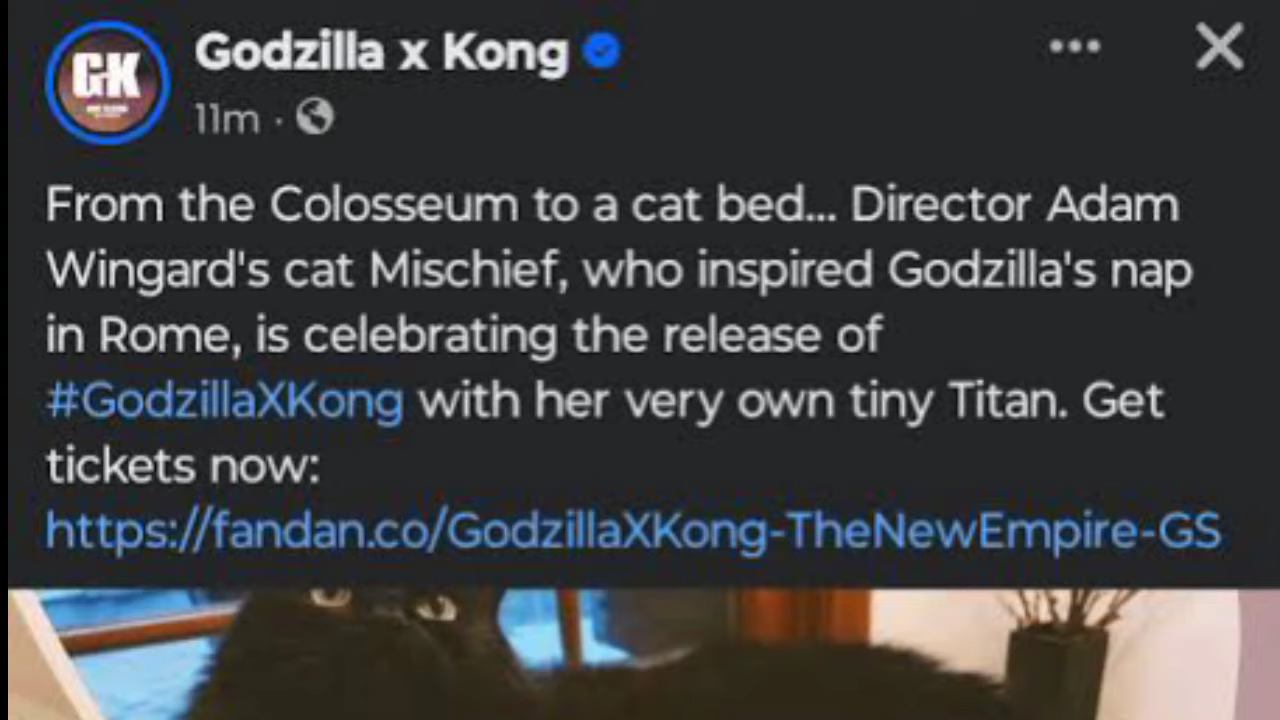 GK
Godzilla x Kong
11m ·
From the Colosseum to a cat bed... Director Adam
Wingard's cat Mischief, who inspired Godzilla's nap
in Rome, is celebrating the release of
#GodzillaXKong with her very own tiny Titan. Get
tickets now:
https://fandan.co/GodzillaXKong-TheNewEmpire-GS